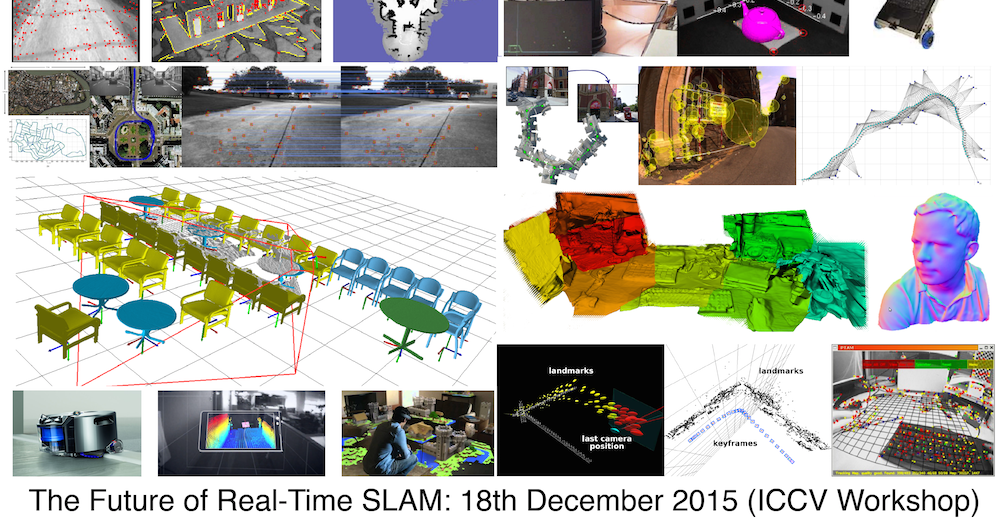 landmarks
last camera
position
landmarks
keyframes
The Future of Real-Time SLAM: 18th December 2015 (ICCV Workshop)